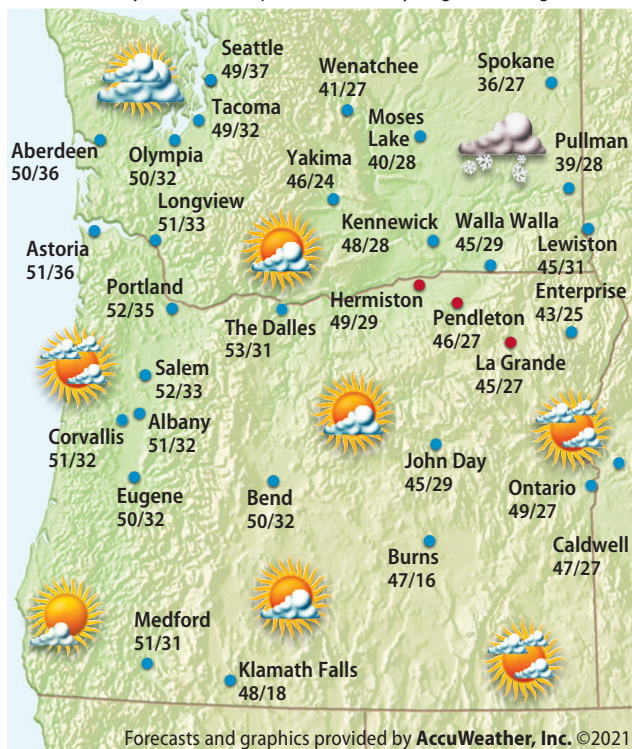 Seattle
49/37
Spokane
36/27
Wenatchee
41/27
Tacoma
49/32
Moses
Lake
40/28
Pullman
39/28
Aberdeen
50/36
Olympia
50/32
Yakima
46/24
Longview
51/33
Kennewick
48/28
Walla Walla
45/29
Lewiston
45/31
Astoria
51/36
Portland
52/35
The Dalles
53/31
Hermiston
49/29
Pendleton
46/27
Enterprise
43/25
La Grande
45/27
Salem
52/33
Corvallis
51/32
Albany
51/32
John Day
45/29
Ontario
49/27
Eugene
50/32
Bend
50/32
Caldwell
47/27
Burns
47/16
Medford
51/31
Klamath Falls
48/18
Forecasts and graphics provided by AccuWeather, Inc. ©2021